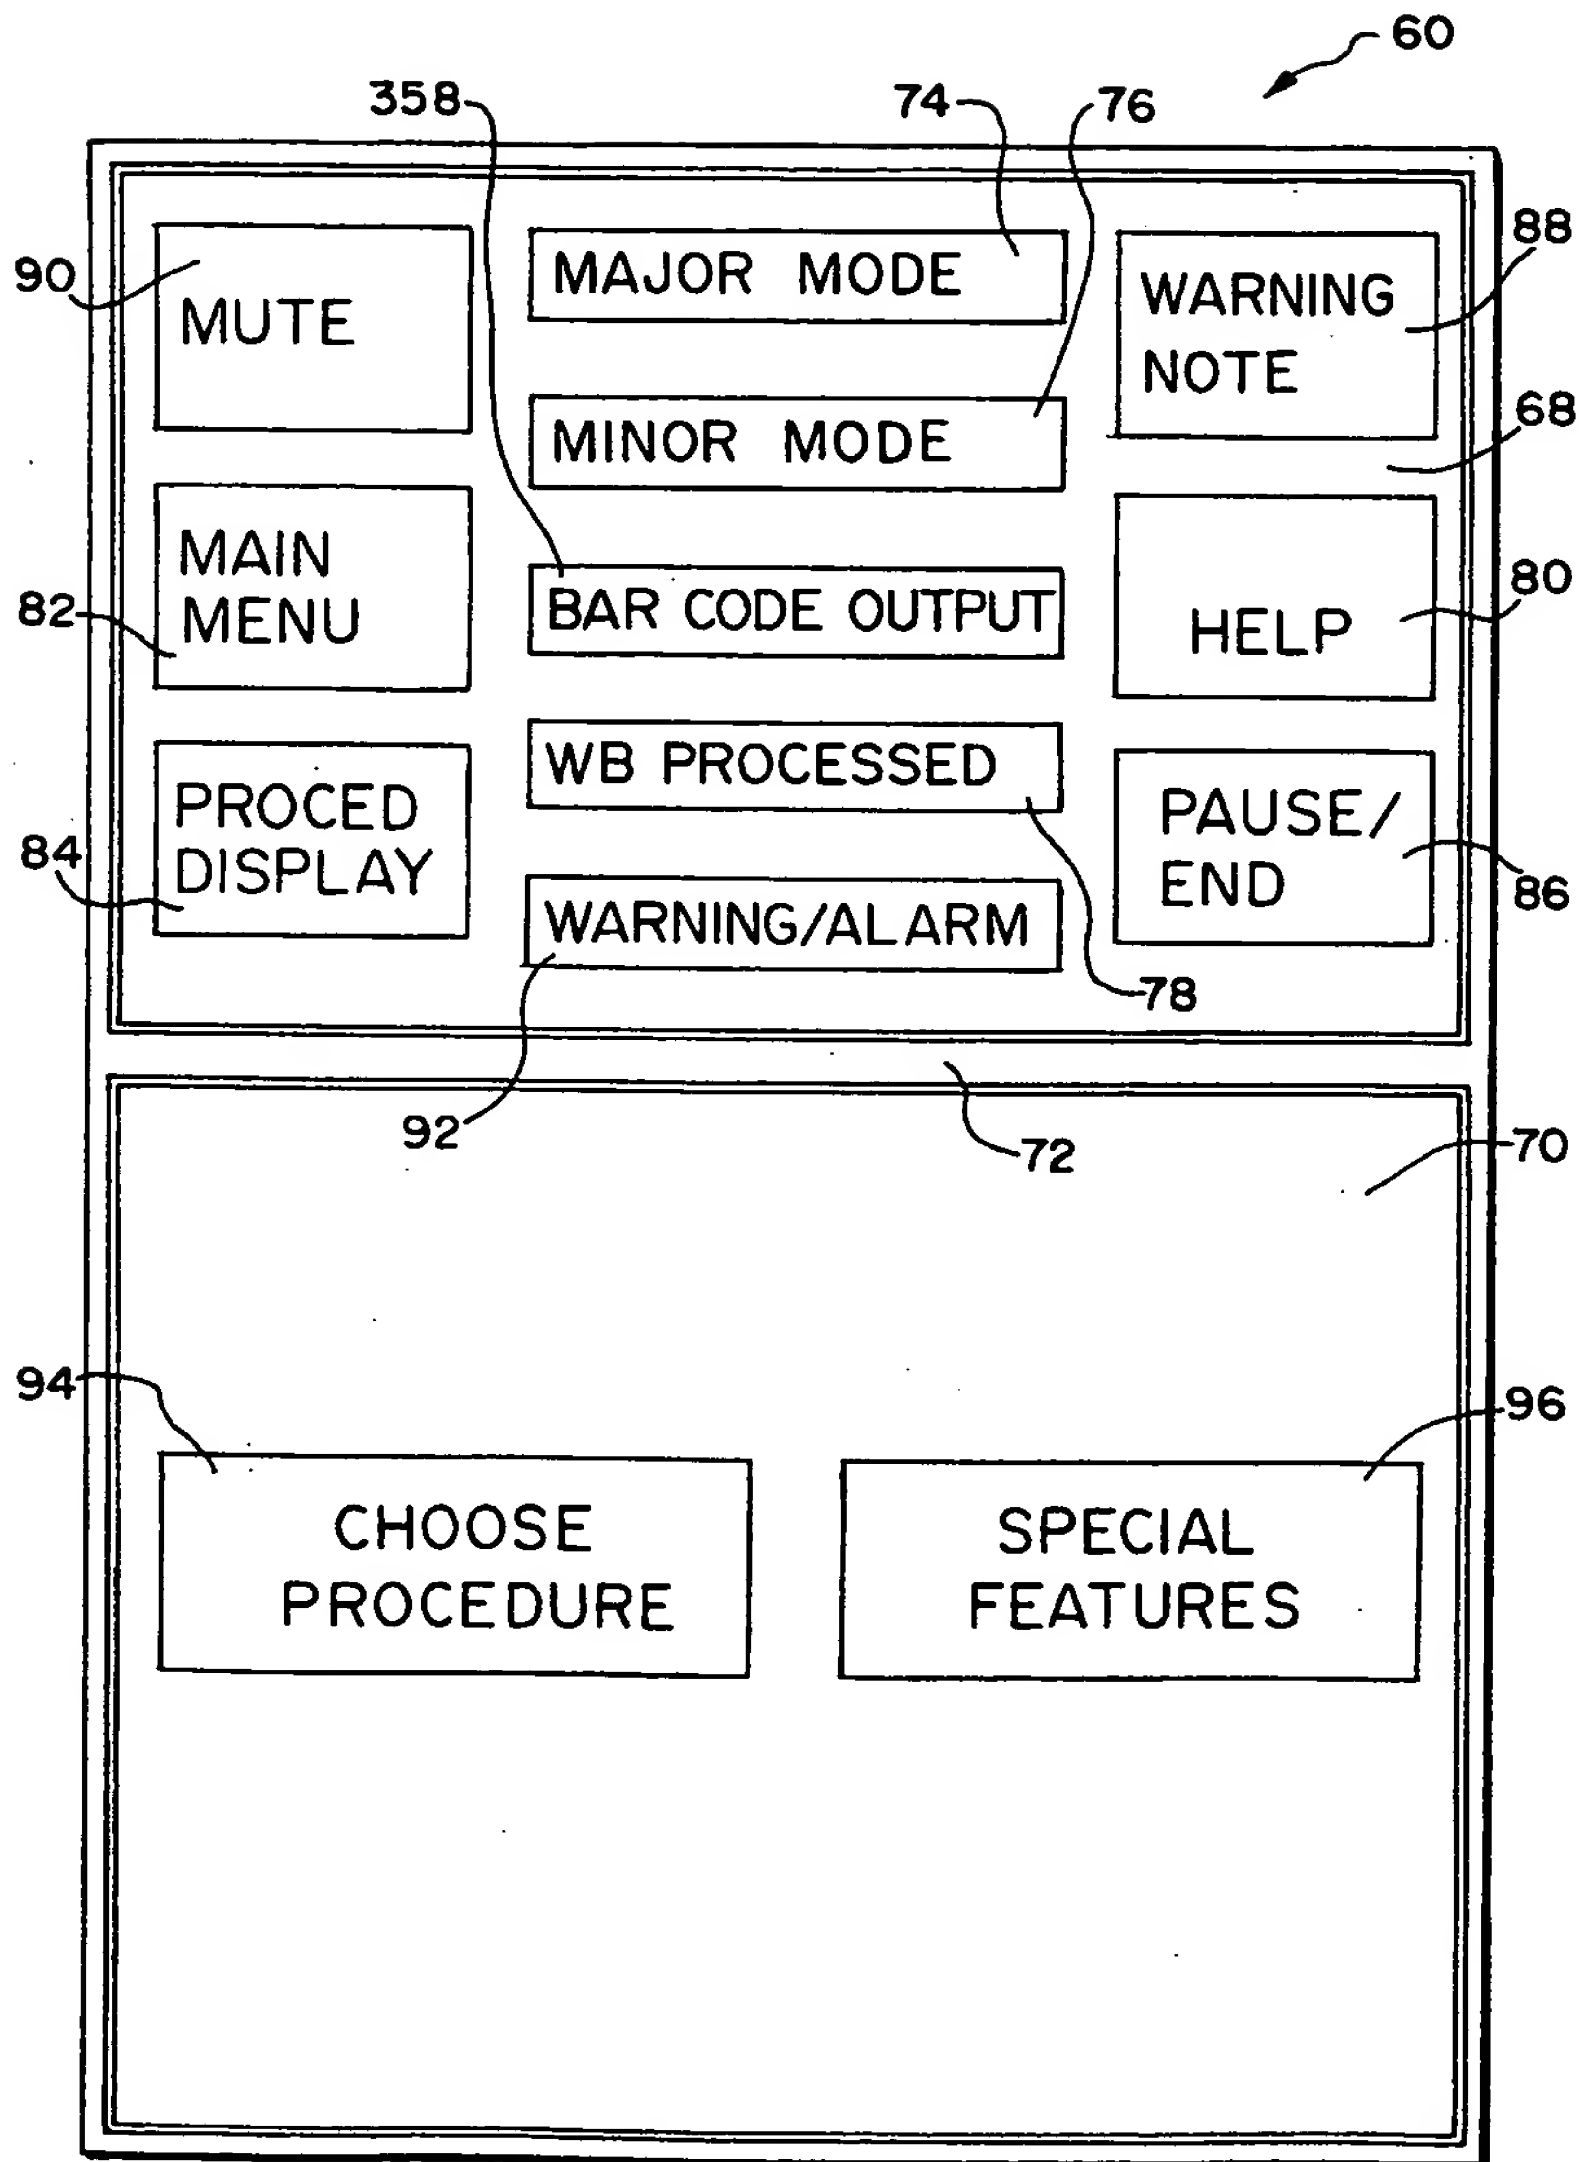 60
358
74
76
88
90
MUTE
MAJOR MODE
WARNING
NOTE
68
MINOR MODE
82
MAIN
MENU
BAR CODE OUTPUT
80
HELP
84
PROCED
DISPLAY
WB PROCESSED
PAUSE/
END
86
WARNING/ALARM
78
92
72
70
94
96
CHOOSE
PROCEDURE
SPECIAL
FEATURES